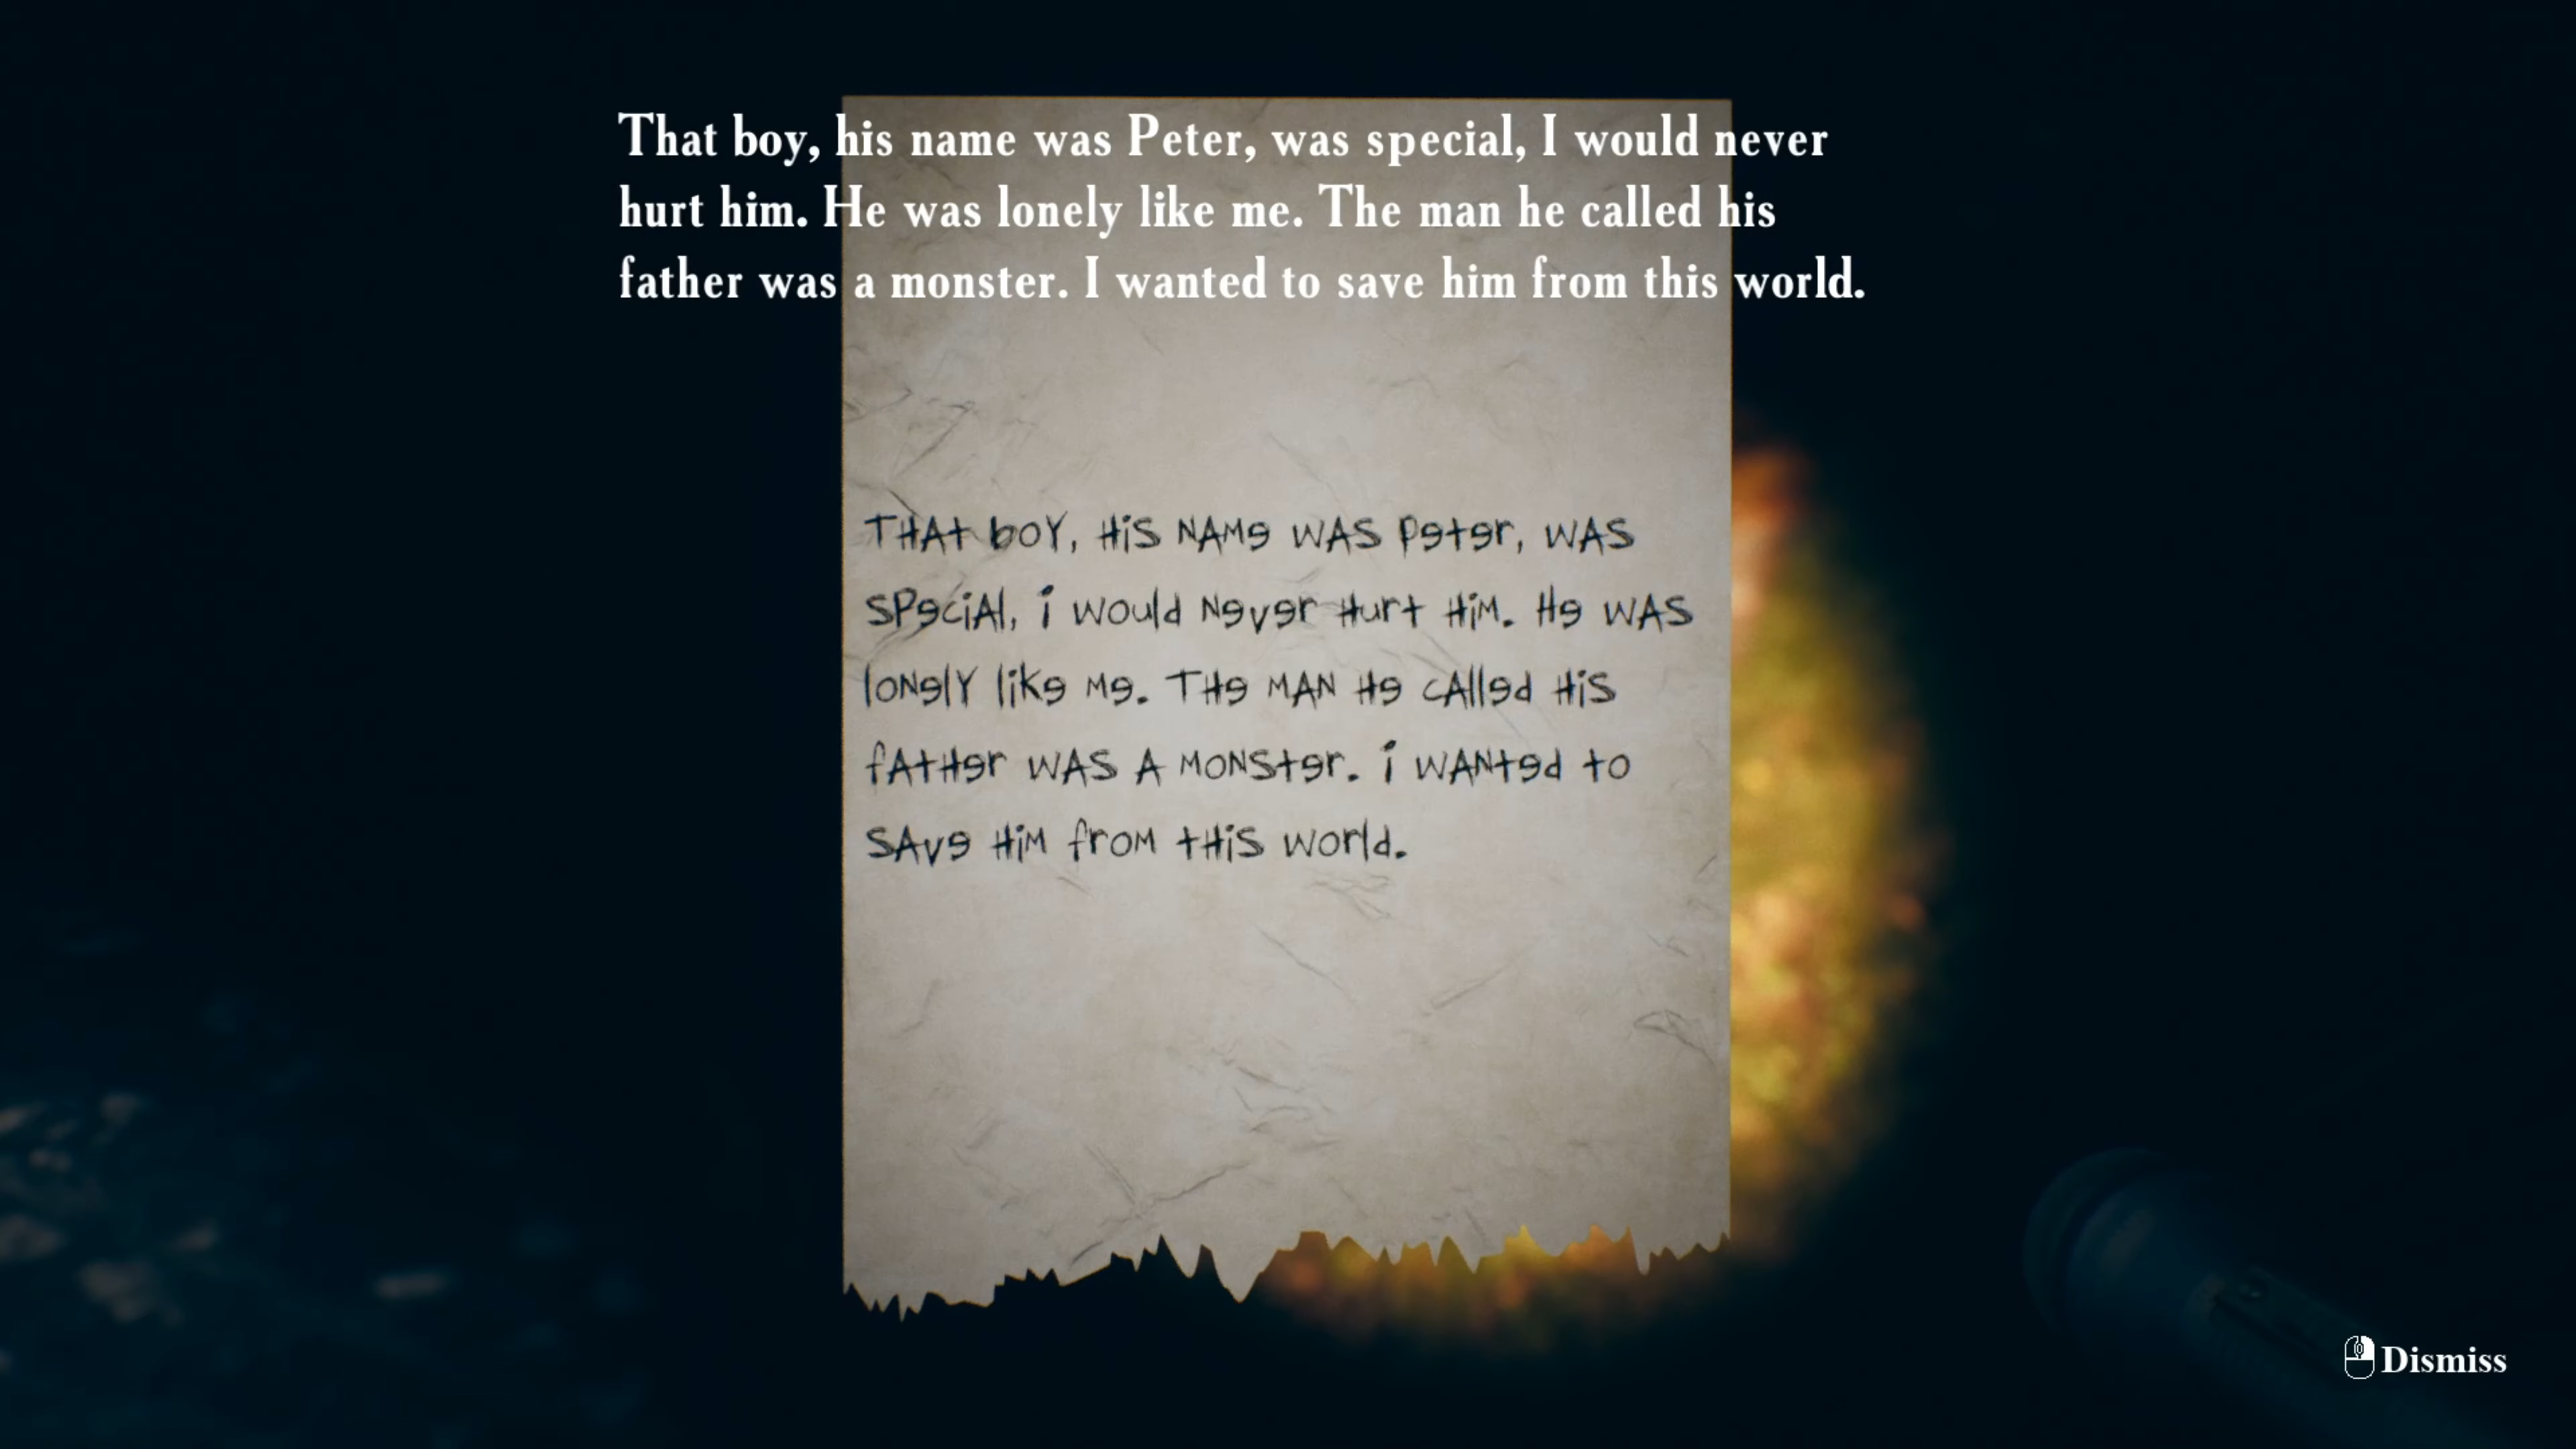 That boy, his name was Peter, was special, I would never
hurt him. He was lonely like me. The man he called his
father was a monster. I wanted to save him from this world.
THAt boY, HiS NAMe WAS Peter, WAS
SPeciAl, i would Never Hurt HiM. He WAS
loNelY like Me. THe MAN He cAlled HiS
fAtHer WAS A MONSter. i WANted to
SAve HiM froM tHiS world.
Dismiss